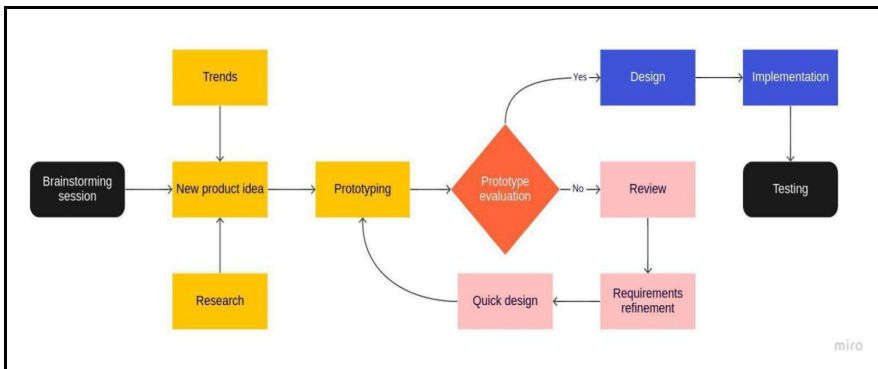 Trends
Yes
Design
Implementation
Brainstorming
session
New product idea
Prototyping
Prototype
evaluation
No
Review
Testing
Research
Quick design
Requirements
refinement
miro